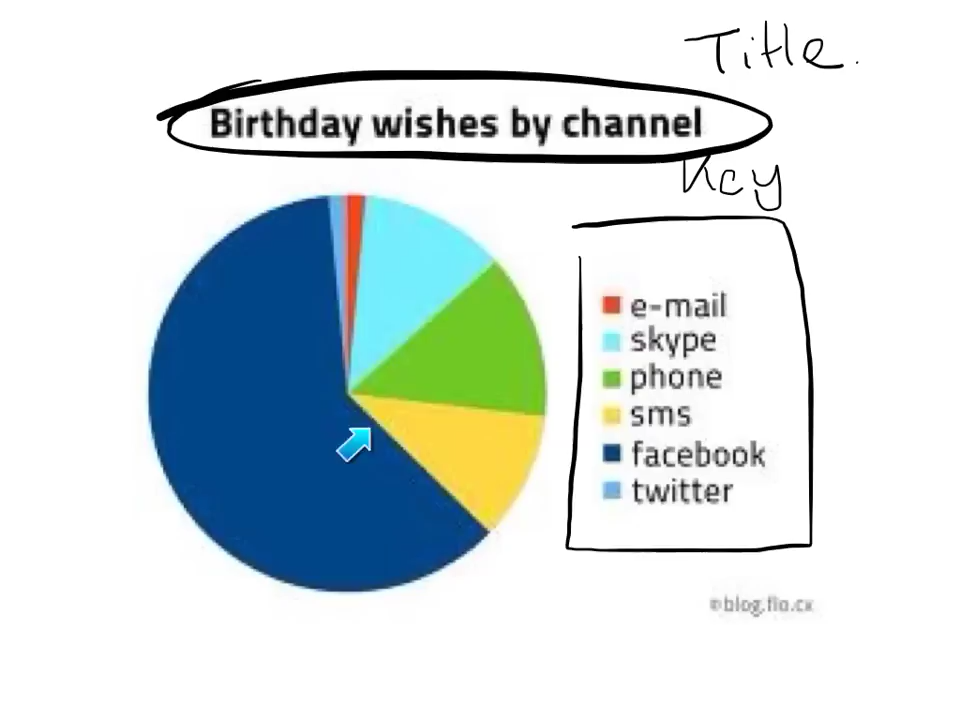 Title.
Birthday wishes by channel
Key
e-mail
skype
phone
sms
facebook
twitter
©blog.flo.cx